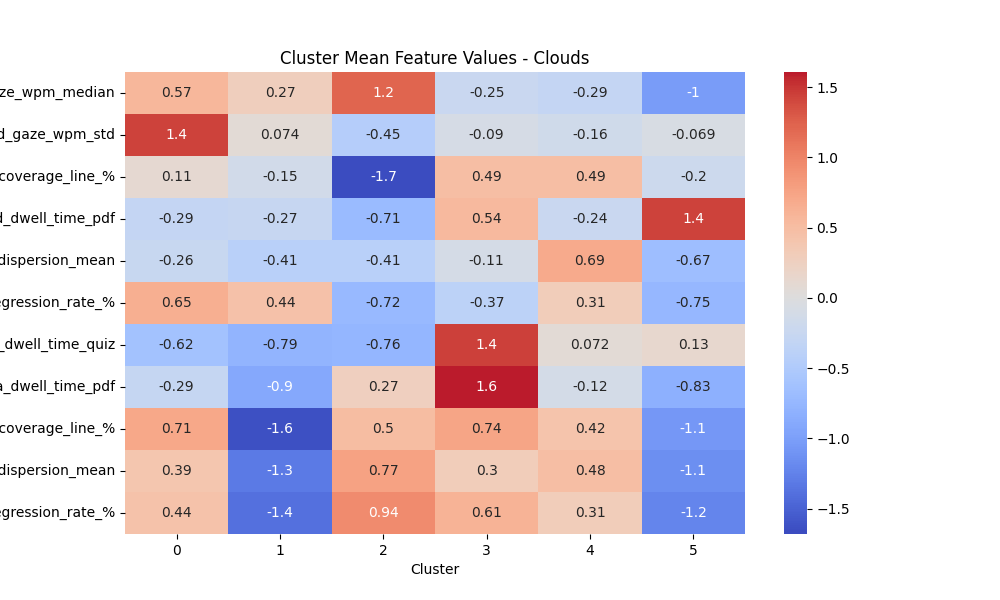 Cluster Mean Feature Values - Clouds
ze_wpm_median 0.57 0.27 1.2 -0.25 -0.29 -1
d_gaze_wpm_std 1.4 0.074 -0.45 -0.09 -0.16 -0.069
coverage_line_% 0.11 -0.15 -1.7 0.49 0.49 -0.2
d_dwell_time_pdf -0.29 -0.27 -0.71 0.54 -0.24 1.4
dispersion_mean -0.26 -0.41 -0.41 -0.11 0.69 -0.67
egression_rate_% 0.65 0.44 -0.72 -0.37 0.31 -0.75
_dwell_time_quiz -0.62 -0.79 -0.76 1.4 0.072 0.13
a_dwell_time_pdf -0.29 -0.9 0.27 1.6 -0.12 -0.83
coverage_line_% 0.71 -1.6 0.5 0.74 0.42 -1.1
dispersion_mean 0.39 -1.3 0.77 0.3 0.48 -1.1
egression_rate_% 0.44 -1.4 0.94 0.61 0.31 -1.2
0 1 2 3 4 5
Cluster
1.5
1.0
0.5
0.0
−0.5
−1.0
−1.5